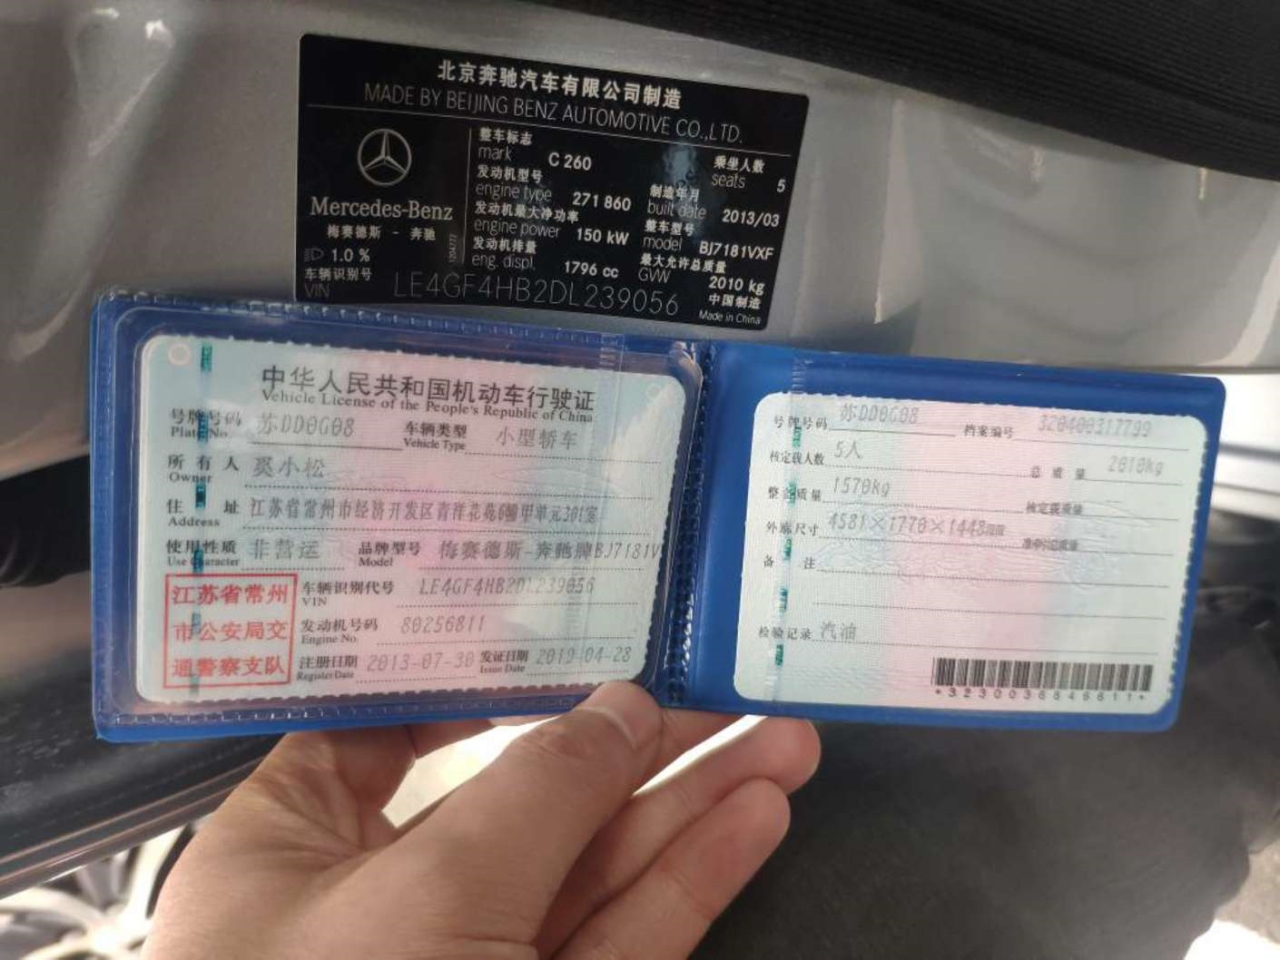 北京奔驰汽车有限公司制造
MADE BY BEIJING BENZ AUTOMOTIVE CO.,LTD.
Mercedes-Benz
梅赛德斯 - 奔驰
1.0 %
整车标志
mark C 260
乘坐人数
seats 5
发动机型号
engine type 271 860
制造年月
built date 2013/03
发动机最大净功率
engine power 150 kW
整车型号
model BJ7181VXF
发动机排量
eng. displ. 1796 cc
最大允许总质量
GVW 2010 kg
车辆识别号
VIN LE4GF4HB2DL239056
中国制造
Made in China
中华人民共和国机动车行驶证
Vehicle License of the People's Republic of China
号牌号码 苏DD0G08 车辆类型 小型轿车
Plate No. Vehicle Type
所有人 小松
Owner
住址 江苏省常州市经济开发区青洋花苑6幢甲单元301室
Address
使用性质 非营运 品牌型号 梅赛德斯-奔驰牌BJ7181V
Use Character Model
江苏省常州
市公安局交
通警察支队
车辆识别代号 LE4GF4HB2DL239056
VIN
发动机号码 80256811
Engine No.
注册日期 2013-07-30 发证日期 2019-04-28
Register Date Issue Date
号牌号码 苏DD0G08 档案编号 320400317799
核定载人数 5人 总质量 2010kg
整备质量 1570kg 核定载质量
外廓尺寸 4581×1770×1448
备注
检验记录 汽油
*3230036849811*